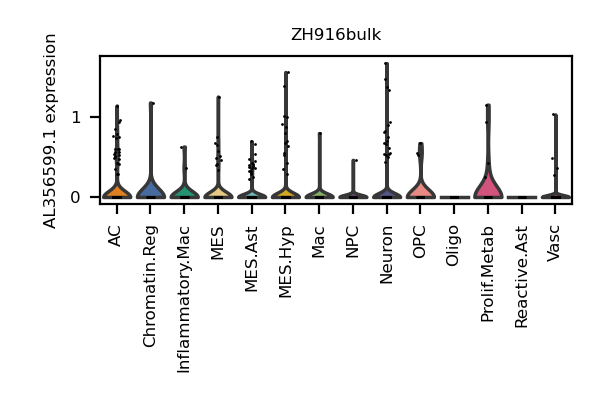 ZH916bulk
AL356599.1 expression
1
0
AC
Chromatin.Reg
Inflammatory.Mac
MES
MES.Ast
MES.Hyp
Mac
NPC
Neuron
OPC
Oligo
Prolif.Metab
Reactive.Ast
Vasc